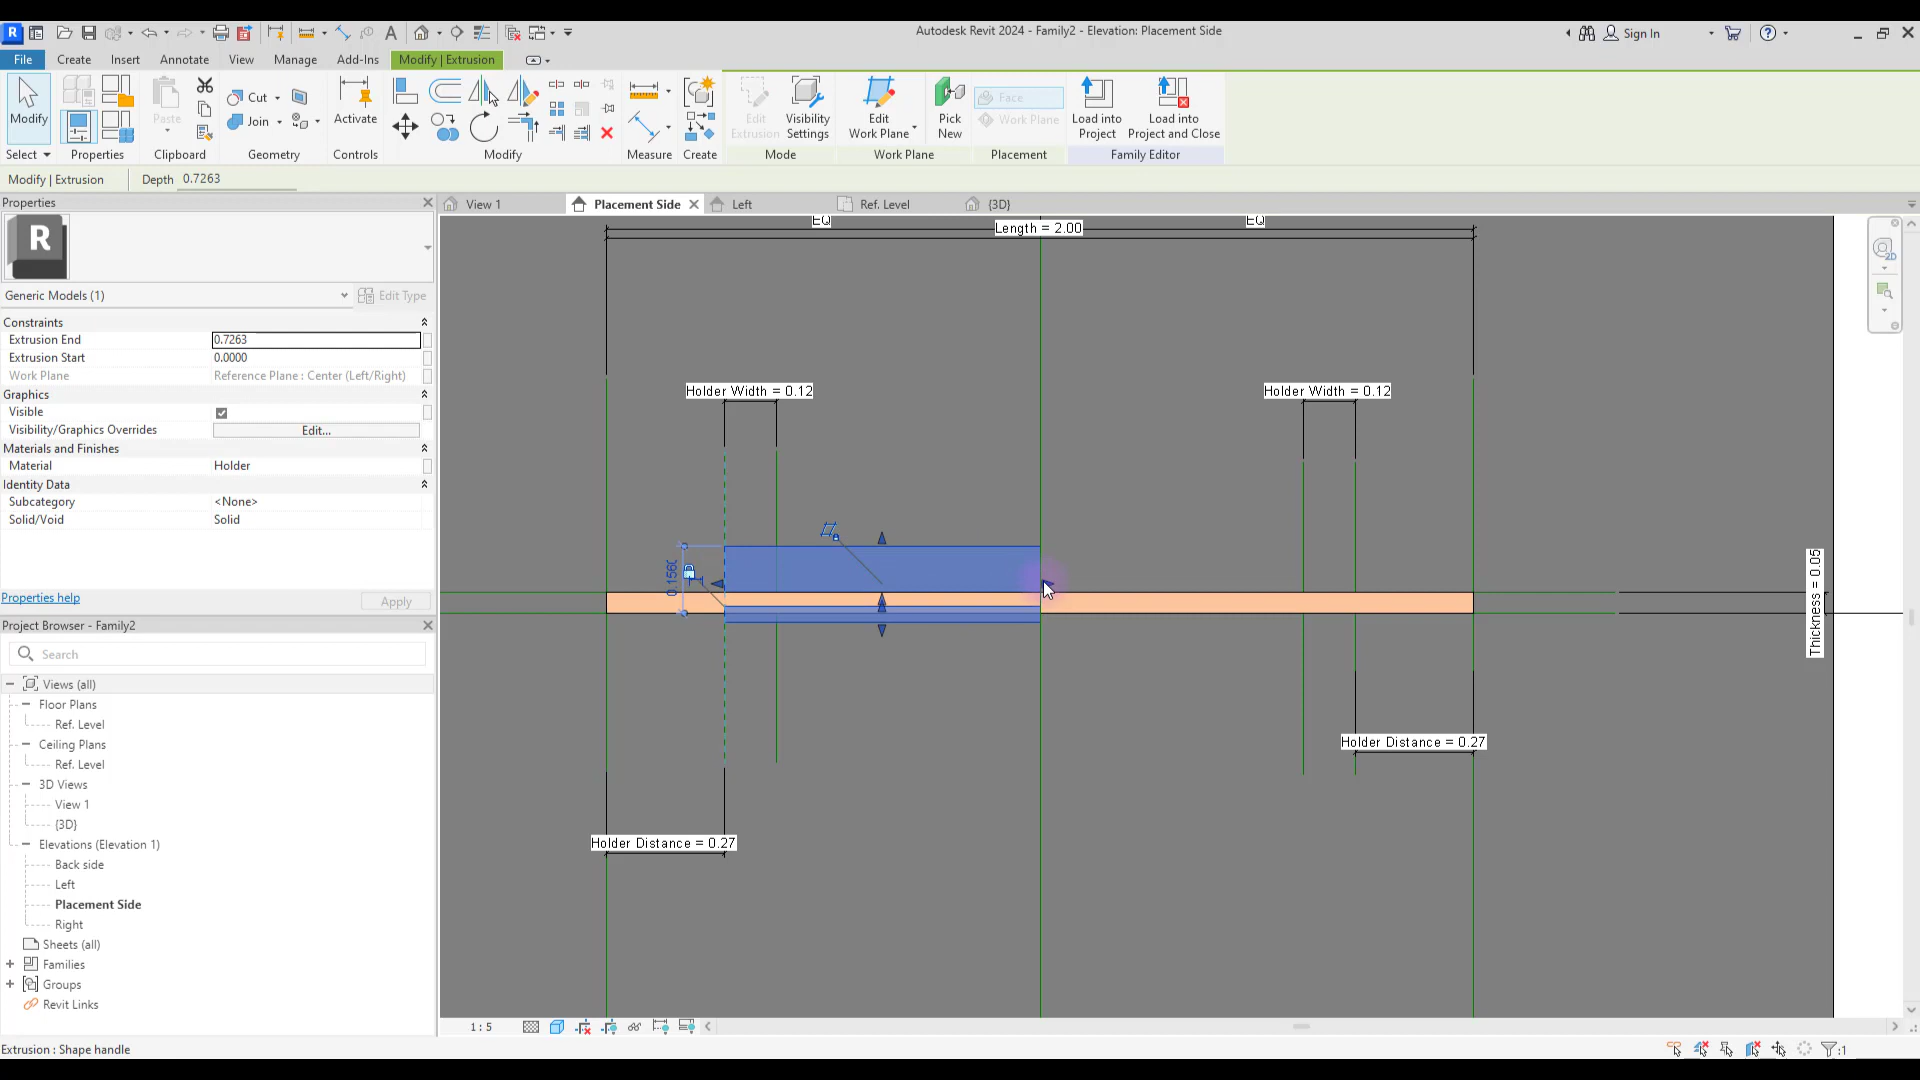 Autodesk Revit 2024 - Family2 - Elevation: Placement Side
Sign In
File
Create
Insert
Annotate
View
Manage
Add-Ins
Modify | Extrusion
Modify
Paste
Cut
Join
Activate
Edit Extrusion
Visibility Settings
Edit Work Plane
Pick New
Face
Work Plane
Load into Project
Load into Project and Close
Select
Properties
Clipboard
Geometry
Controls
Modify
Measure
Create
Mode
Work Plane
Placement
Family Editor
Modify | Extrusion
Depth 0.7263
Properties
View 1
Placement Side
Left
Ref. Level
{3D}
R
Generic Models (1)
Edit Type
Constraints
Extrusion End 0.7263
Extrusion Start 0.0000
Work Plane Reference Plane : Center (Left/Right)
Graphics
Visible
Visibility/Graphics Overrides Edit...
Materials and Finishes
Material Holder
Identity Data
Subcategory <None>
Solid/Void Solid
Properties help
Apply
Project Browser - Family2
Search
Views (all)
Floor Plans
Ref. Level
Ceiling Plans
Ref. Level
3D Views
View 1
{3D}
Elevations (Elevation 1)
Back side
Left
Placement Side
Right
Sheets (all)
Families
Groups
Revit Links
EQ
EQ
Length = 2.00
Holder Width = 0.12
Holder Width = 0.12
Thickness = 0.05
Holder Distance = 0.27
Holder Distance = 0.27
2D
1 : 5
Extrusion : Shape handle
:1